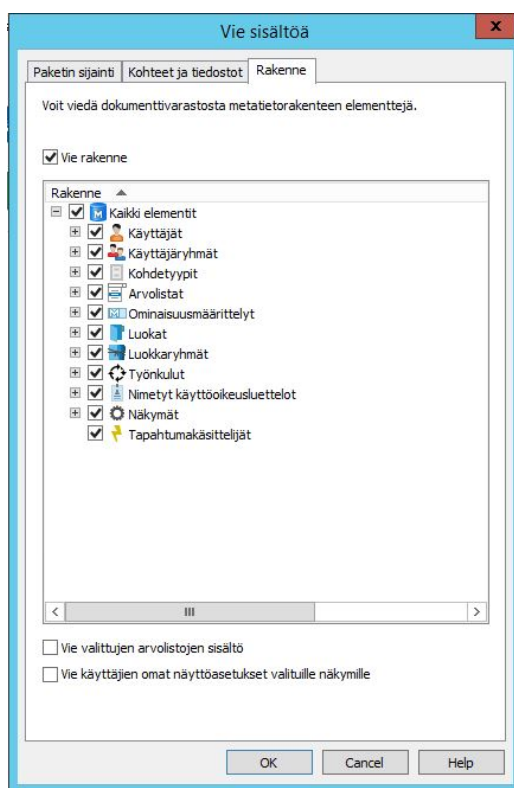 Vie sisältöä
x
Paketin sijainti Kohteet ja tiedostot Rakenne
Voit viedä dokumenttivarastosta metatietorakenteen elementtejä.
Vie rakenne
Rakenne
Kaikki elementit
Käyttäjät
Käyttäjäryhmät
Kohdetyypit
Arvolistat
Ominaisuusmäärittelyt
Luokat
Luokkaryhmät
Työnkulut
Nimetyt käyttöoikeusluettelot
Näkymät
Tapahtumakäsittelijät
Vie valittujen arvolistojen sisältö
Vie käyttäjien omat näyttöasetukset valituille näkymille
OK Cancel Help